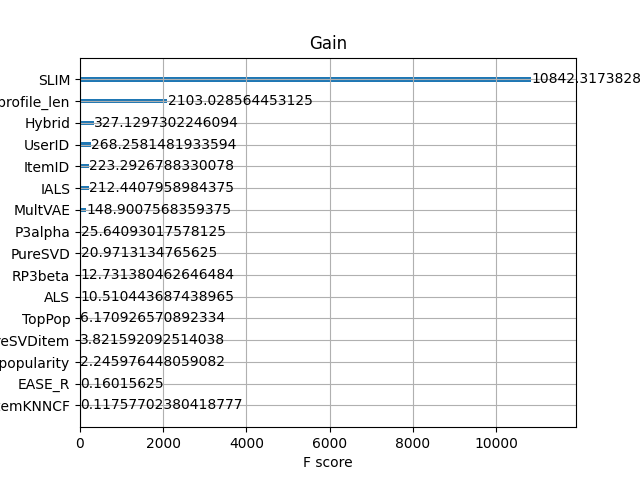 Gain
SLIM 10842.3173828
profile_len 2103.028564453125
Hybrid 327.1297302246094
UserID 268.2581481933594
ItemID 223.2926788330078
IALS 212.4407958984375
MultVAE 148.9007568359375
P3alpha 25.64093017578125
PureSVD 20.9713134765625
RP3beta 12.731380462646484
ALS 10.510443687438965
TopPop 6.170926570892334
eSVDitem 3.821592092514038
popularity 2.245976448059082
EASE_R 0.16015625
emKNNCF 0.11757702380418777
0 2000 4000 6000 8000 10000
F score